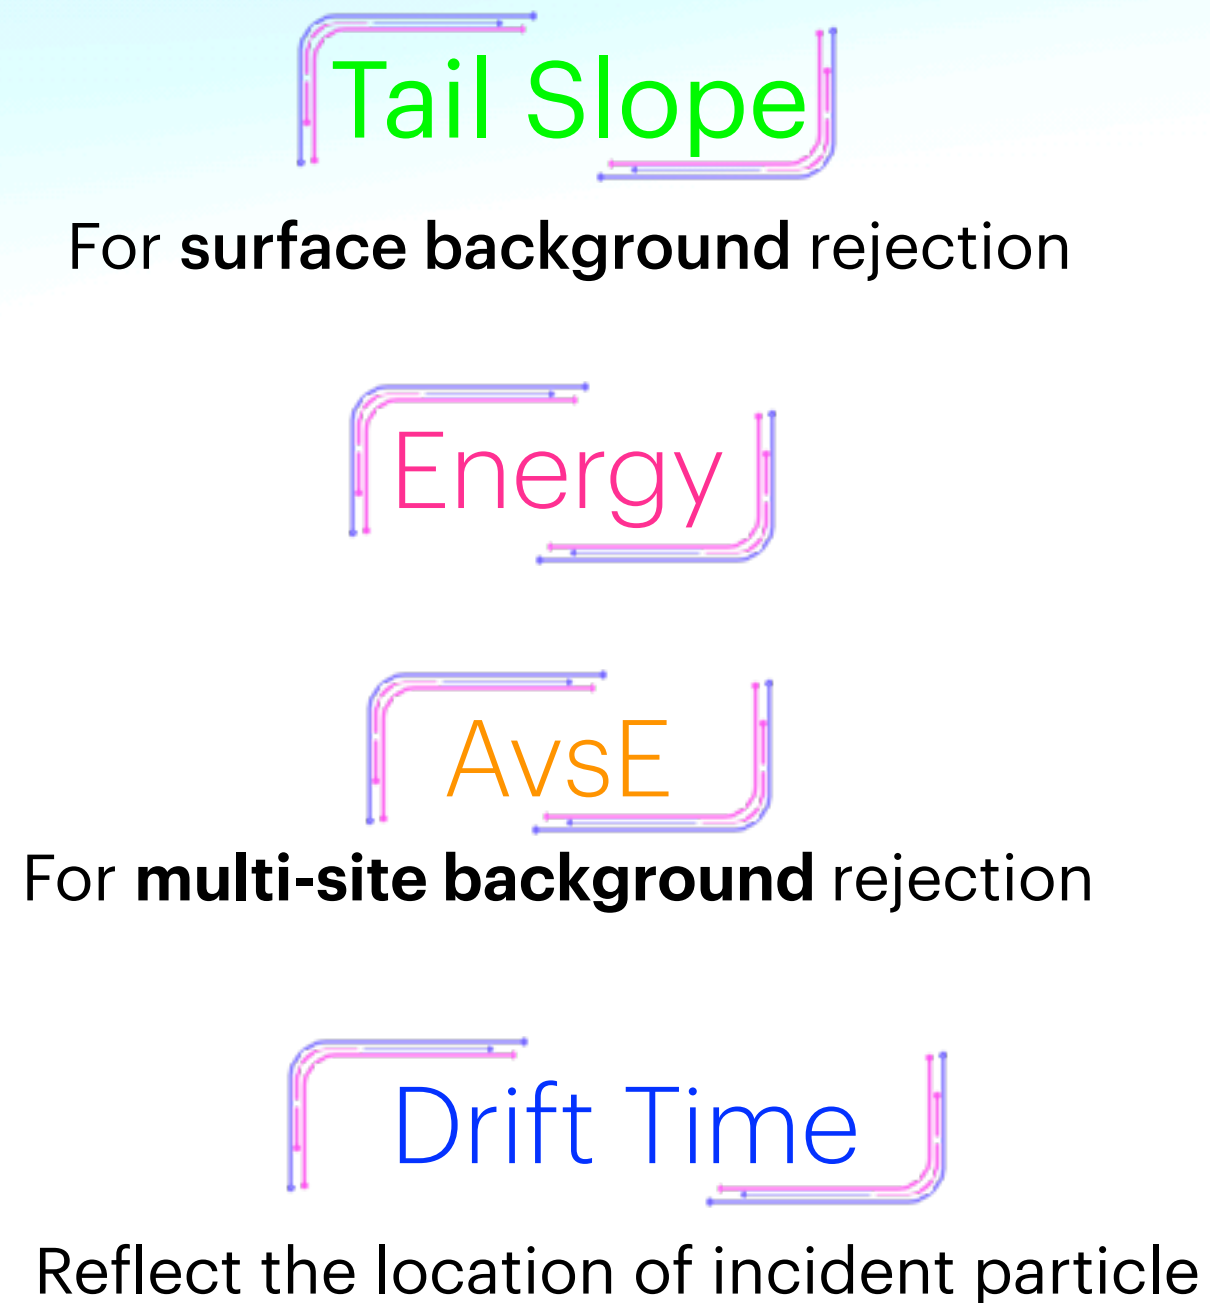 Tail Slope
For surface background rejection
Energy
AvsE
For multi-site background rejection
Drift Time
Reflect the location of incident particle